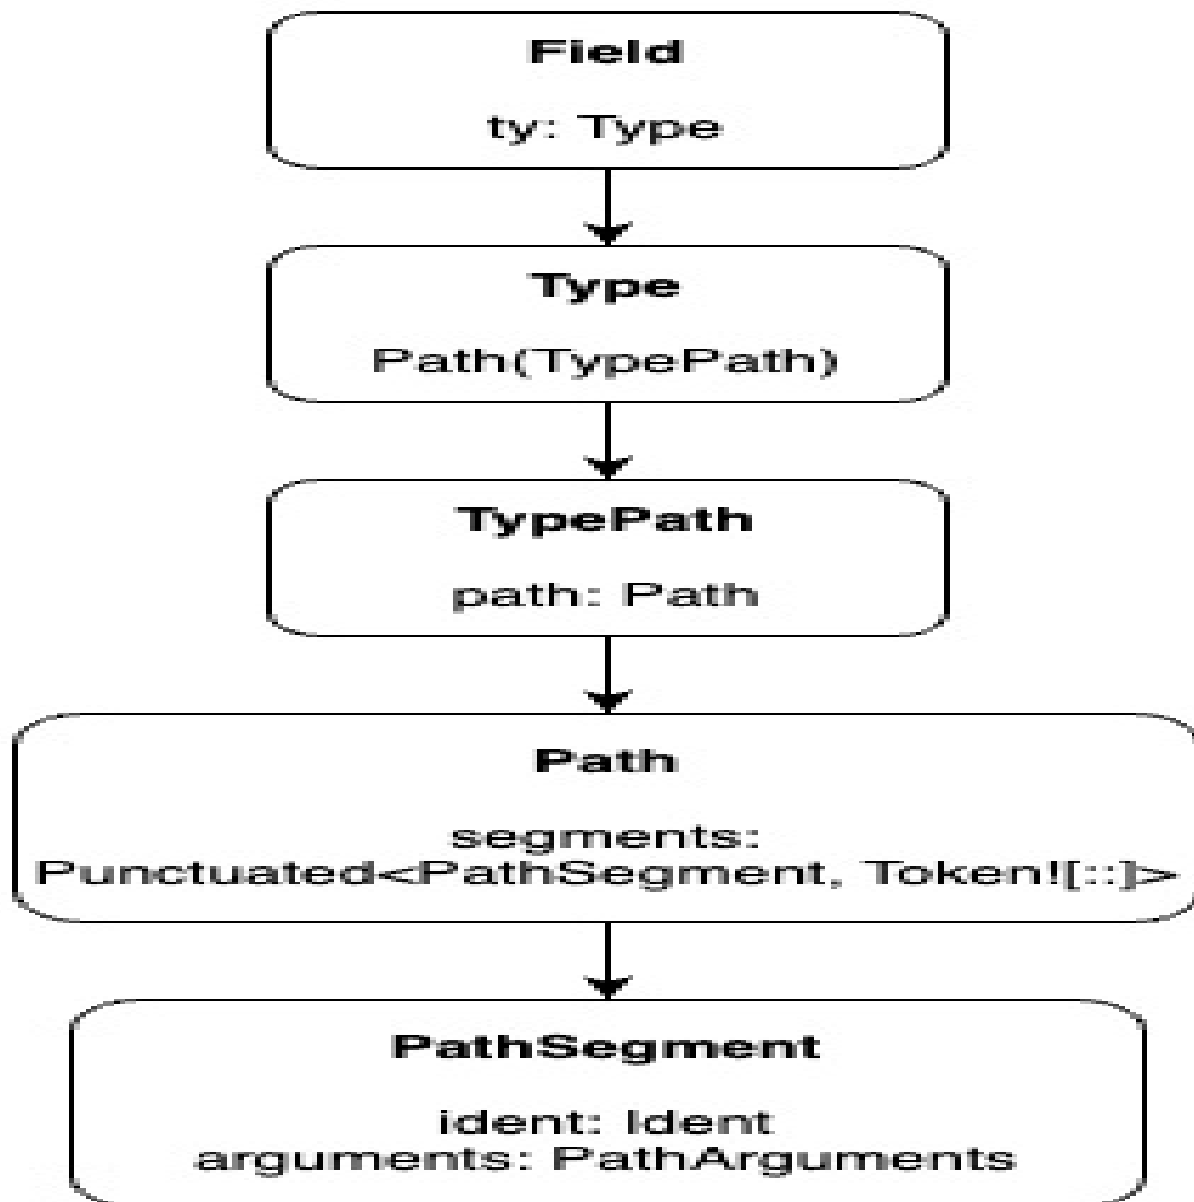 Field
ty: Type
Type
Path(TypePath)
TypePath
path: Path
Path
segments:
Punctuated<PathSegment, Token![::]>
PathSegment
ident: Ident
arguments: PathArguments